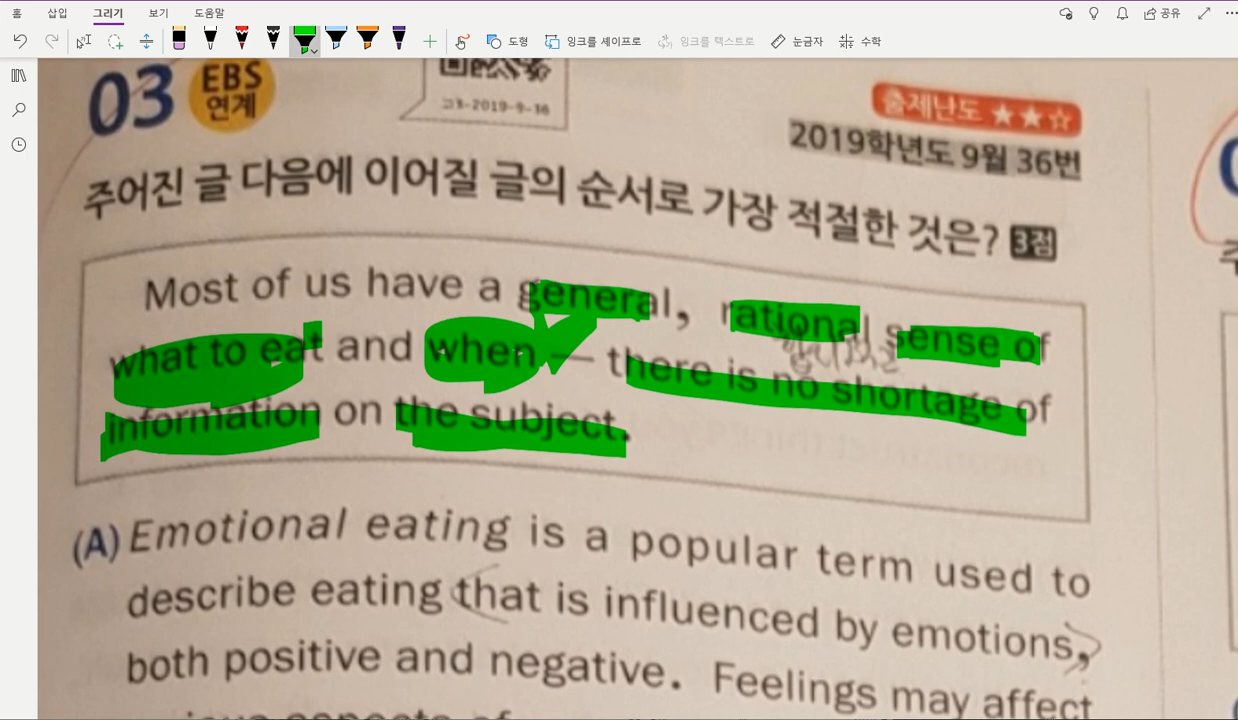 홈 삽입 그리기 보기 도움말 공유
도형 잉크를 셰이프로 잉크를 텍스트로 눈금자 수학
03 EBS 연계
고3-2019-9-36
출제난도 ★★☆
2019학년도 9월 36번
주어진 글 다음에 이어질 글의 순서로 가장 적절한 것은? 3점
Most of us have a general, rational sense of
what to eat and when — there is no shortage of
information on the subject.
(A) Emotional eating is a popular term used to
describe eating that is influenced by emotions,
both positive and negative. Feelings may affect